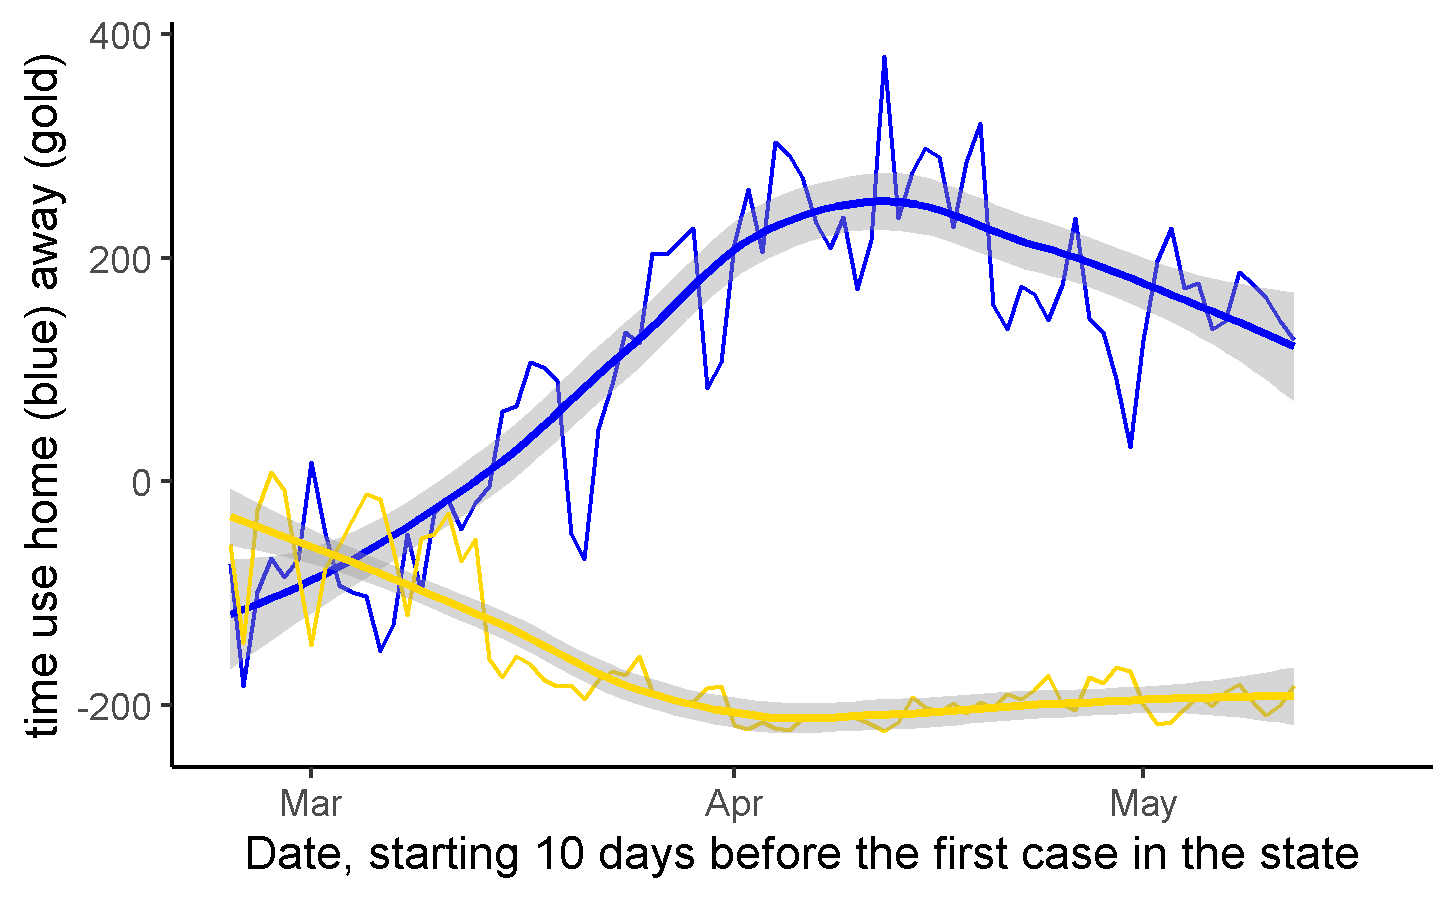 time use home (blue) away (gold)
400
200
0
-200
Mar
Apr
May
Date, starting 10 days before the first case in the state